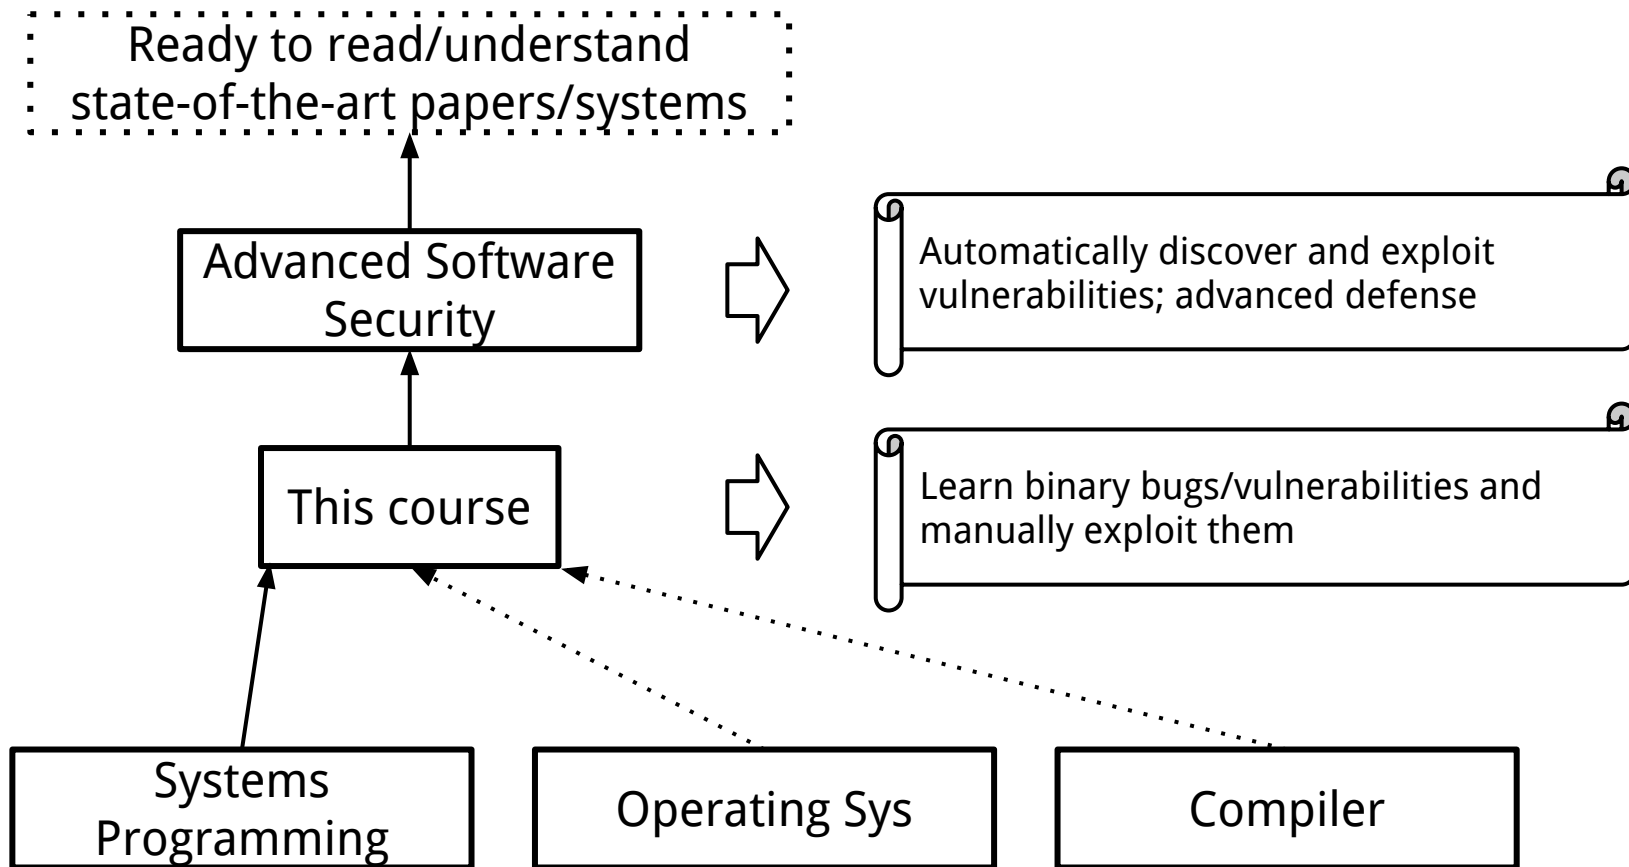 Ready to read/understand
state-of-the-art papers/systems
Advanced Software
Security
Automatically discover and exploit
vulnerabilities; advanced defense
This course
Learn binary bugs/vulnerabilities and
manually exploit them
Systems
Programming
Operating Sys
Compiler